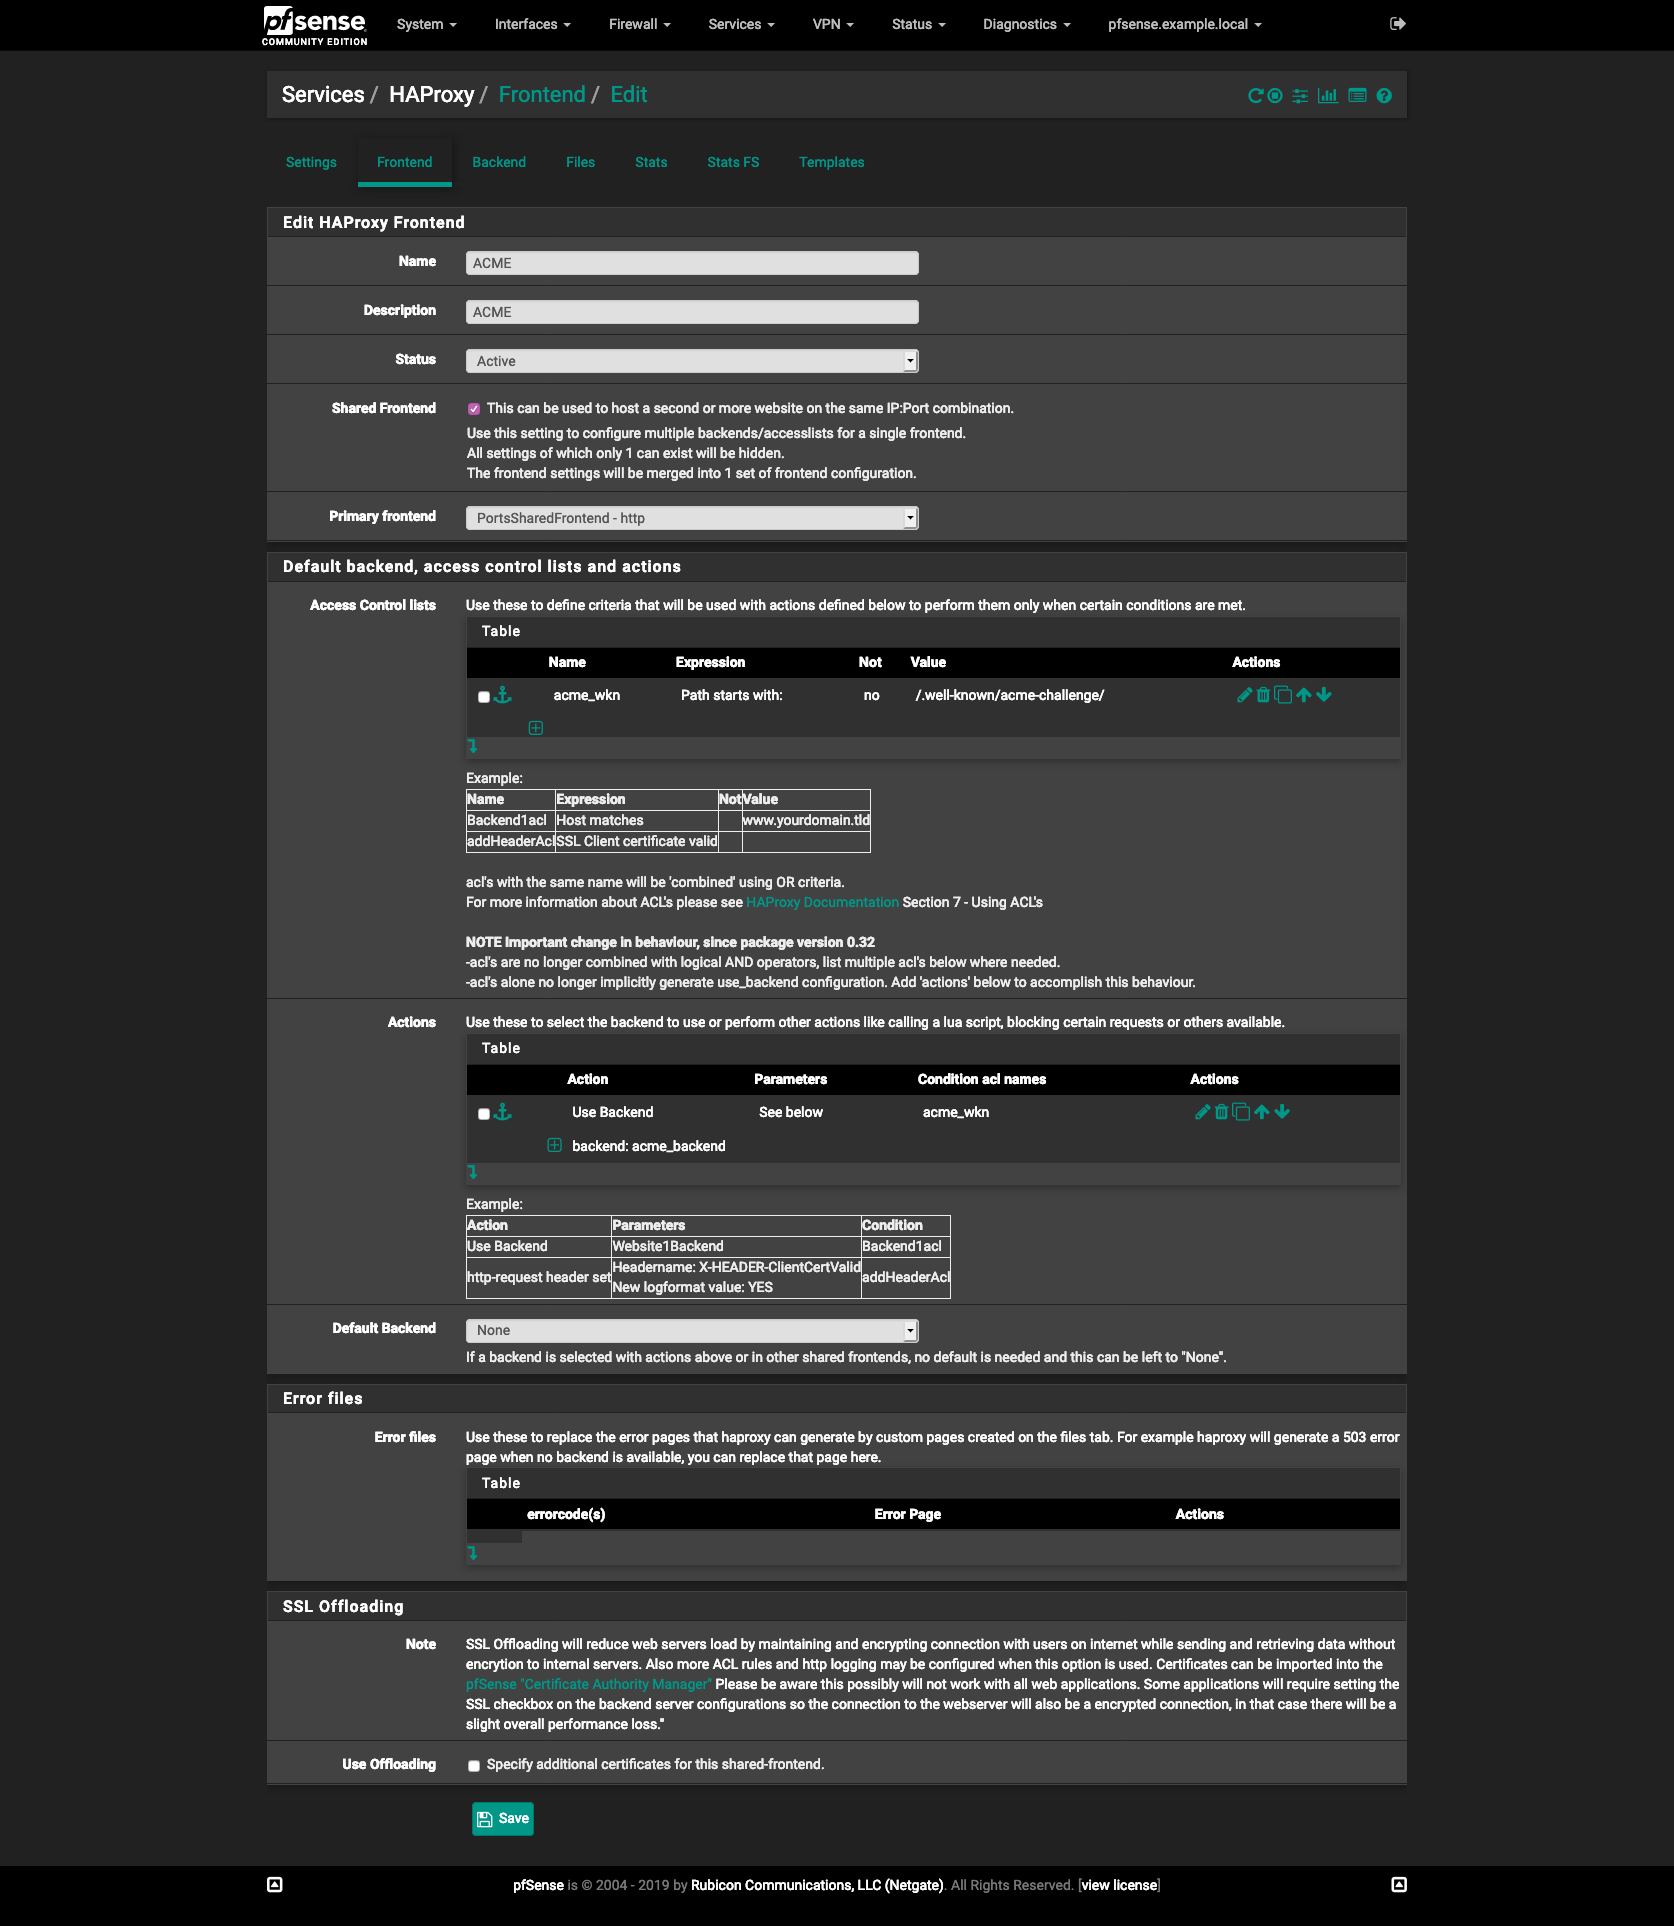 pfsense
COMMUNITY EDITION
System
Interfaces
Firewall
Services
VPN
Status
Diagnostics
pfsense.example.local
Services / HAProxy / Frontend / Edit
Settings
Frontend
Backend
Files
Stats
Stats FS
Templates
Edit HAProxy Frontend
Name
ACME
Description
ACME
Status
Active
Shared Frontend
This can be used to host a second or more website on the same IP:Port combination.
Use this setting to configure multiple backends/accesslists for a single frontend.
All settings of which only 1 can exist will be hidden.
The frontend settings will be merged into 1 set of frontend configuration.
Primary frontend
PortsSharedFrontend - http
Default backend, access control lists and actions
Access Control lists
Use these to define criteria that will be used with actions defined below to perform them only when certain conditions are met.
Table
Name Expression Not Value Actions
acme_wkn Path starts with: no /.well-known/acme-challenge/
Example:
Name Expression Not Value
Backend1acl Host matches www.yourdomain.tld
addHeaderAcl SSL Client certificate valid
acl's with the same name will be 'combined' using OR criteria.
For more information about ACL's please see HAProxy Documentation Section 7 - Using ACL's
NOTE Important change in behaviour, since package version 0.32
-acl's are no longer combined with logical AND operators, list multiple acl's below where needed.
-acl's alone no longer implicitly generate use_backend configuration. Add 'actions' below to accomplish this behaviour.
Actions
Use these to select the backend to use or perform other actions like calling a lua script, blocking certain requests or others available.
Table
Action Parameters Condition acl names Actions
Use Backend See below acme_wkn
backend: acme_backend
Example:
Action Parameters Condition
Use Backend Website1Backend Backend1acl
http-request header set Headername: X-HEADER-ClientCertValid addHeaderAcl
New logformat value: YES
Default Backend
None
If a backend is selected with actions above or in other shared frontends, no default is needed and this can be left to "None".
Error files
Error files
Use these to replace the error pages that haproxy can generate by custom pages created on the files tab. For example haproxy will generate a 503 error
page when no backend is available, you can replace that page here.
Table
errorcode(s) Error Page Actions
SSL Offloading
Note
SSL Offloading will reduce web servers load by maintaining and encrypting connection with users on internet while sending and retrieving data without
encrytion to internal servers. Also more ACL rules and http logging may be configured when this option is used. Certificates can be imported into the
pfSense "Certificate Authority Manager" Please be aware this possibly will not work with all web applications. Some applications will require setting the
SSL checkbox on the backend server configurations so the connection to the webserver will also be a encrypted connection, in that case there will be a
slight overall performance loss."
Use Offloading
Specify additional certificates for this shared-frontend.
Save
pfSense is © 2004 - 2019 by Rubicon Communications, LLC (Netgate). All Rights Reserved. [view license]